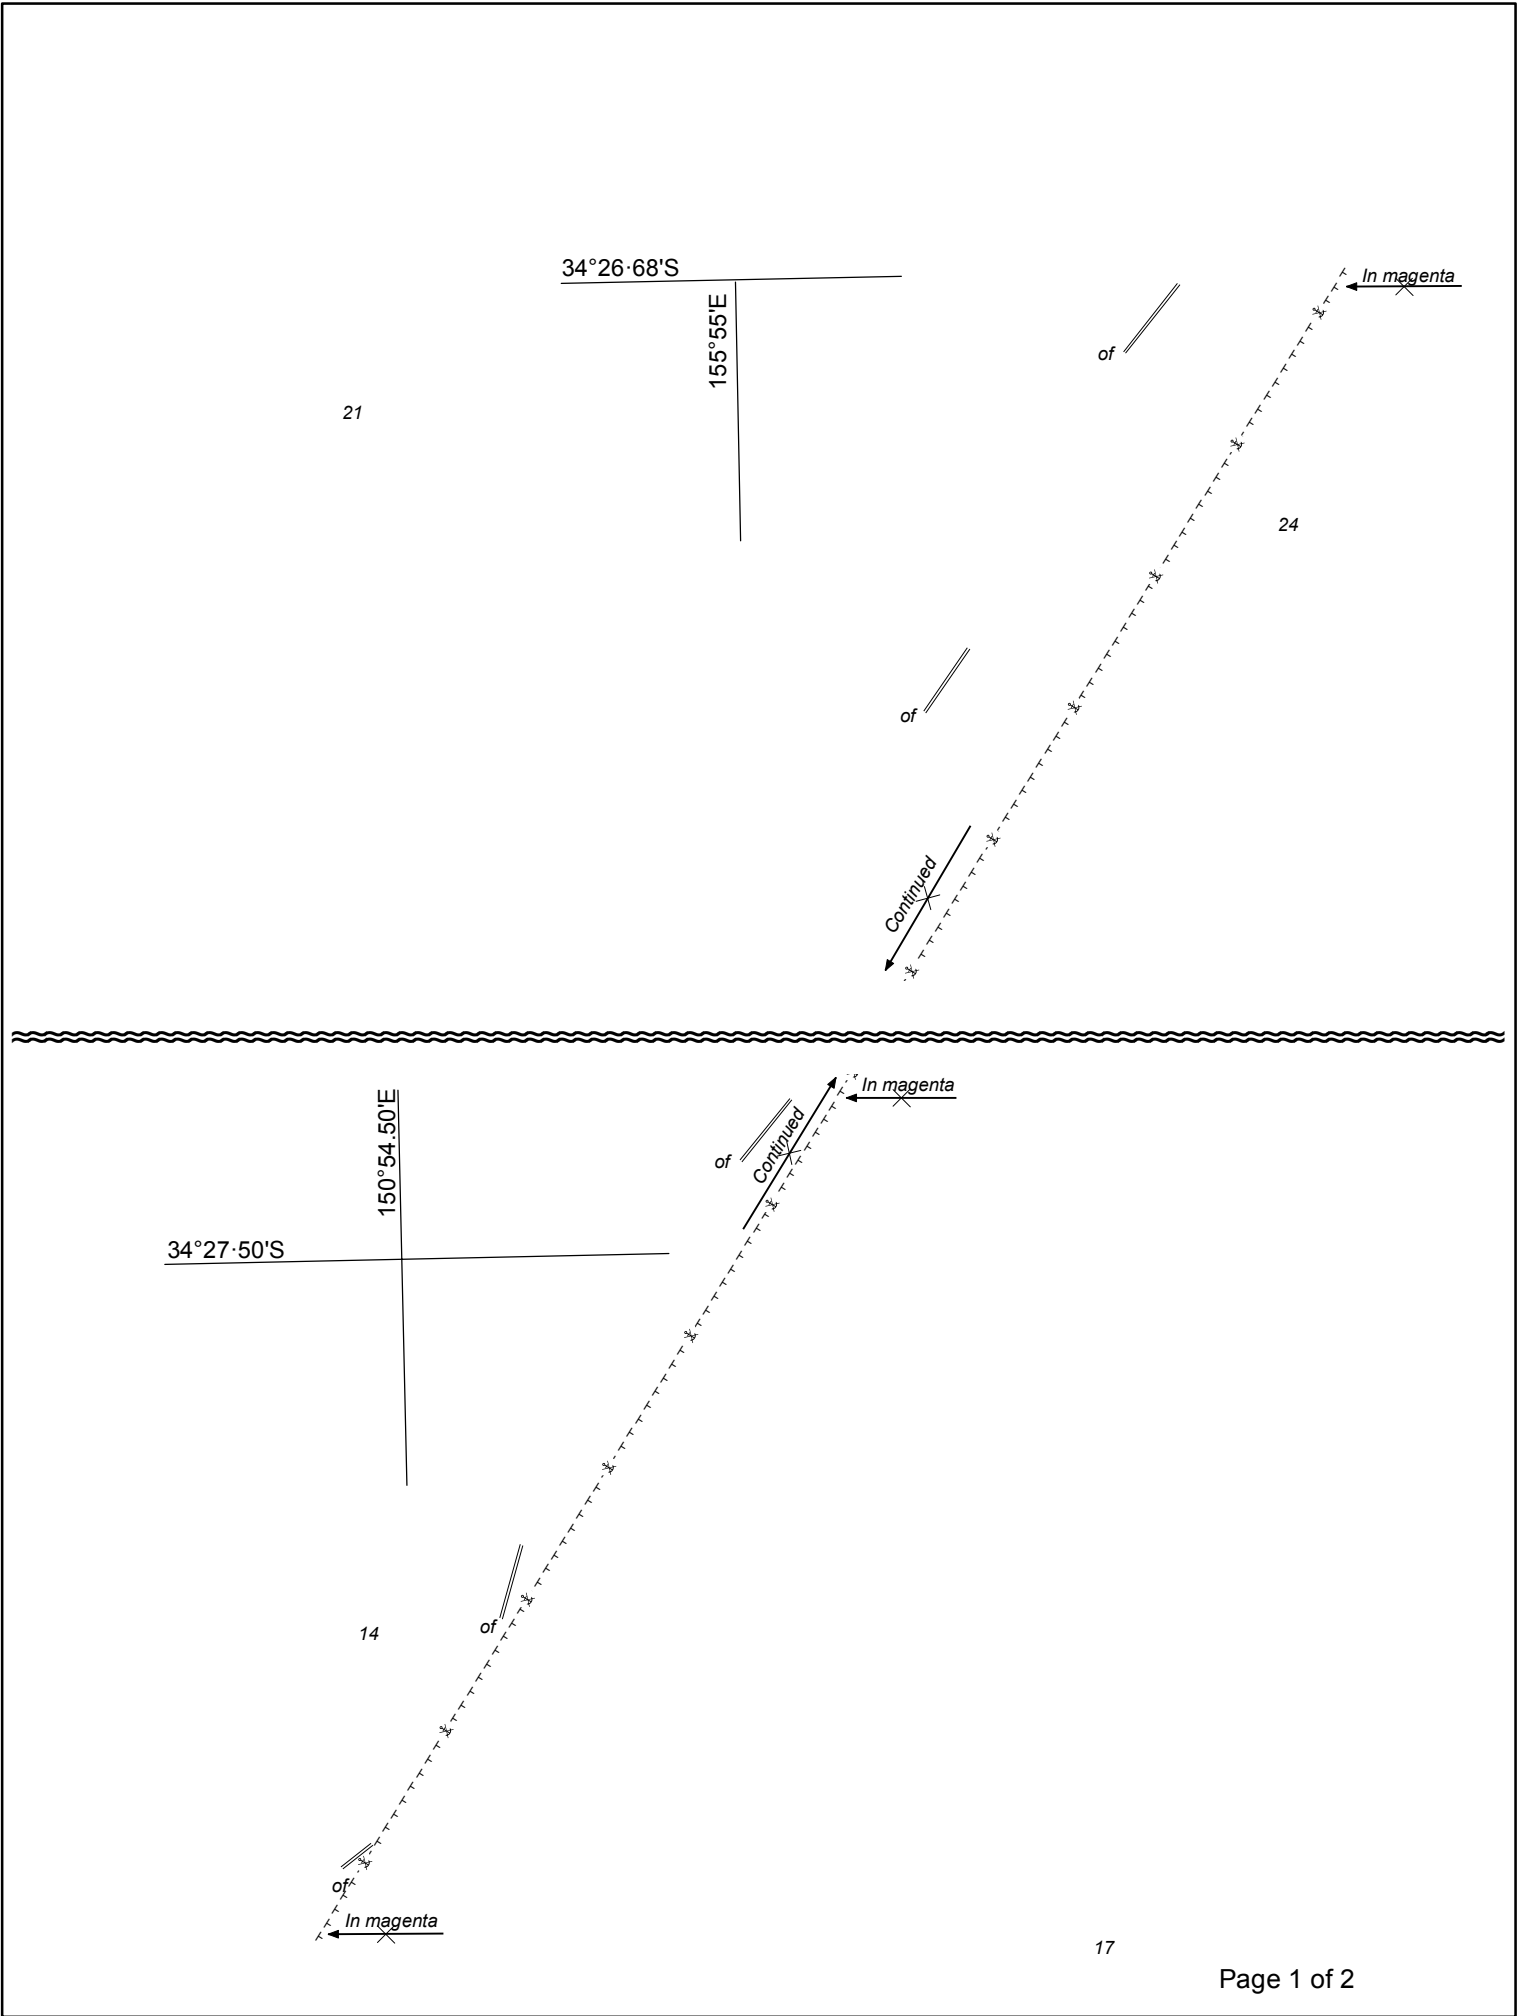 34°26·68'S
In magenta
155°55'E
of
21
24
of
Continued
In magenta
150°54.50'E
Continued
of
34°27·50'S
14
of
of
In magenta
17
Page 1 of 2